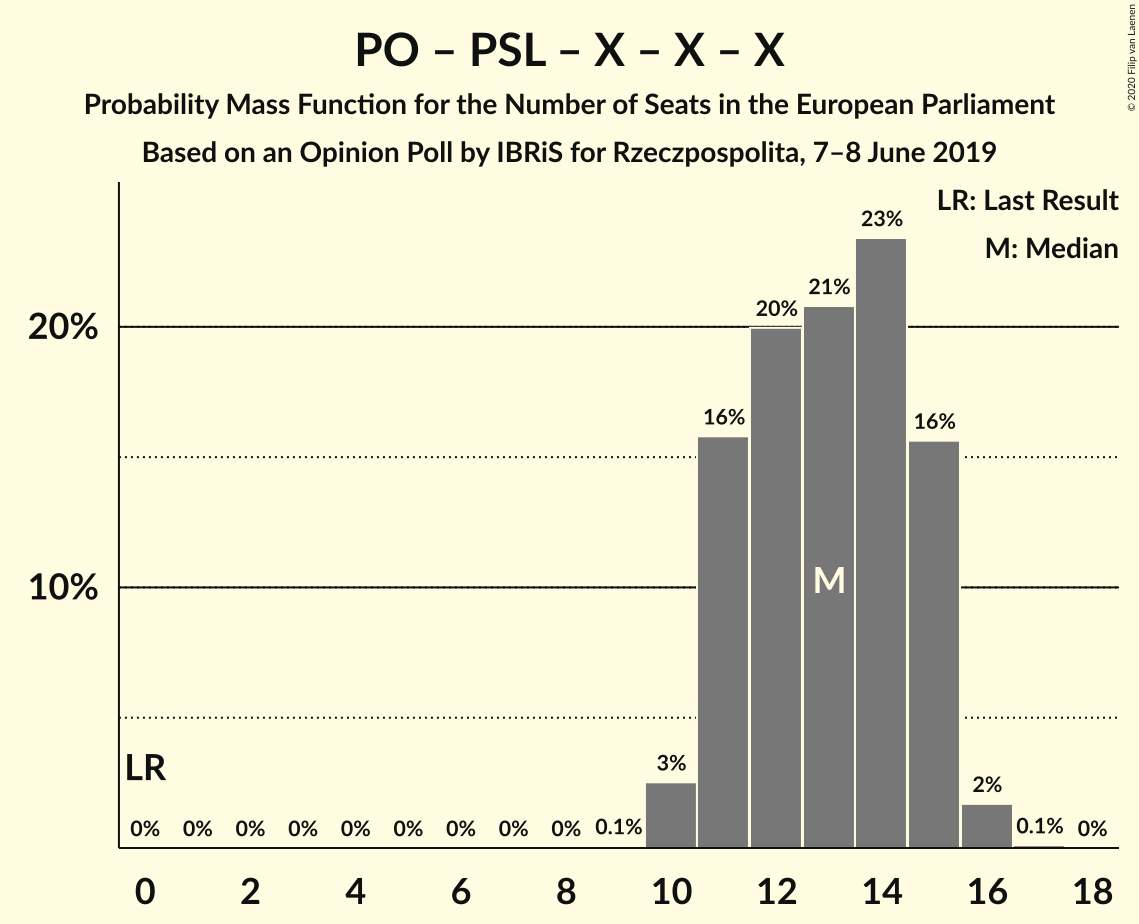 PO – PSL – X – X – X
Probability Mass Function for the Number of Seats in the European Parliament
Based on an Opinion Poll by IBRiS for Rzeczpospolita, 7–8 June 2019
© 2020 Filip van Laenen
LR: Last Result
M: Median
20%
10%
LR
M
0% 0% 0% 0% 0% 0% 0% 0% 0% 0.1% 3% 16% 20% 21% 23% 16% 2% 0.1% 0%
0 2 4 6 8 10 12 14 16 18